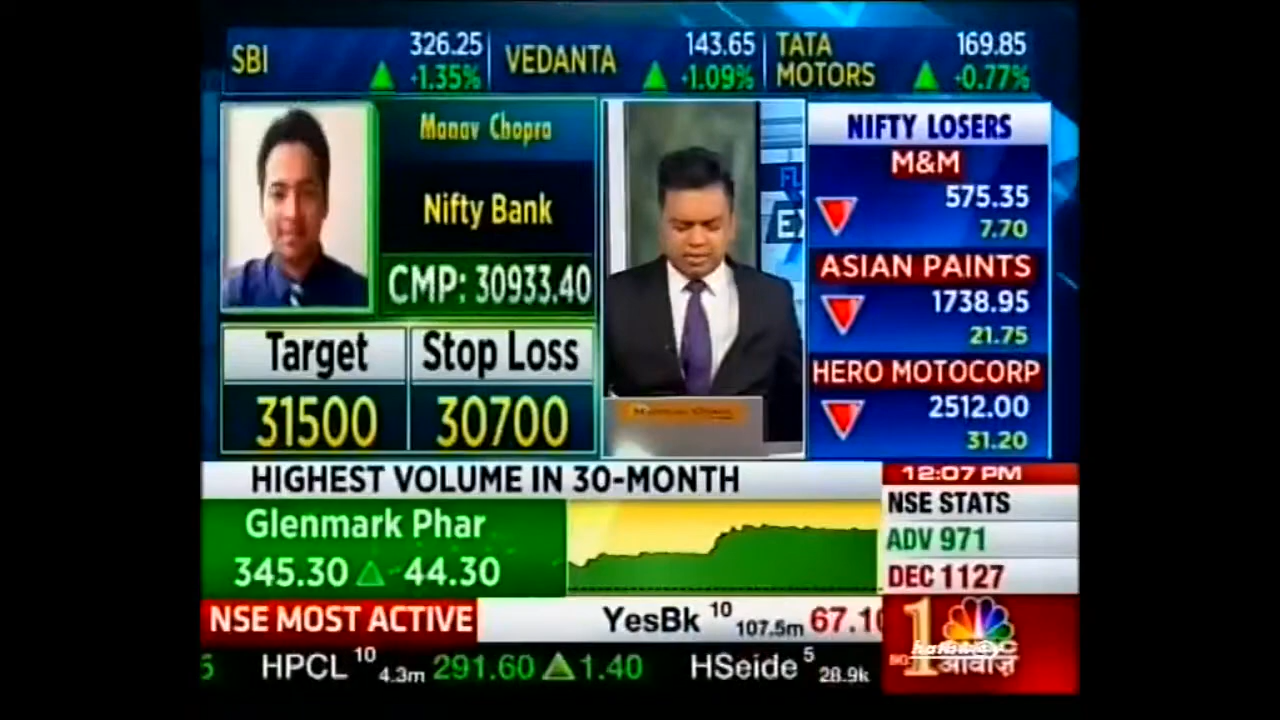 SBI 326.25 +1.35%
VEDANTA 143.65 +1.09%
TATA MOTORS 169.85 +0.77%
Manav Chopra
Nifty Bank
CMP: 30933.40
Target
31500
Stop Loss
30700
NIFTY LOSERS
M&M
575.35
7.70
ASIAN PAINTS
1738.95
21.75
HERO MOTOCORP
2512.00
31.20
HIGHEST VOLUME IN 30-MONTH
Glenmark Phar
345.30 44.30
12:07 PM
NSE STATS
ADV 971
DEC 1127
NSE MOST ACTIVE
YesBk 10 107.5m 67.10
5 HPCL 10 4.3m 291.60 1.40 HSeide 5 28.9k
आवाज़